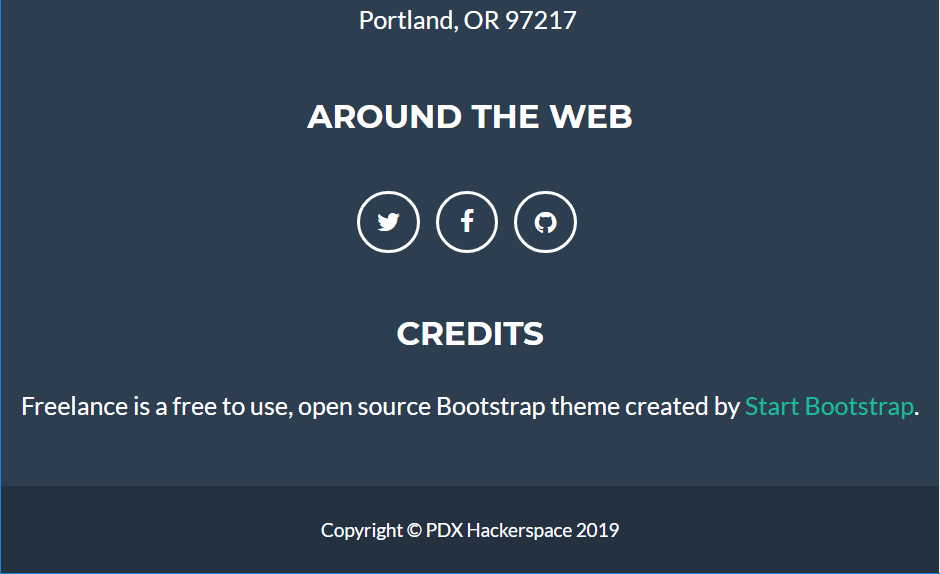 Portland, OR 97217
AROUND THE WEB
CREDITS
Freelance is a free to use, open source Bootstrap theme created by Start Bootstrap.
Copyright © PDX Hackerspace 2019